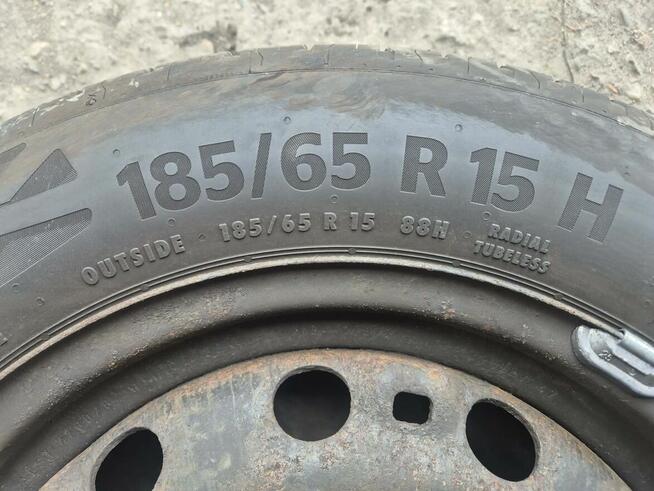 185/65 R 15 H
OUTSIDE 185/65 R 15 88H RADIAL
TUBELESS